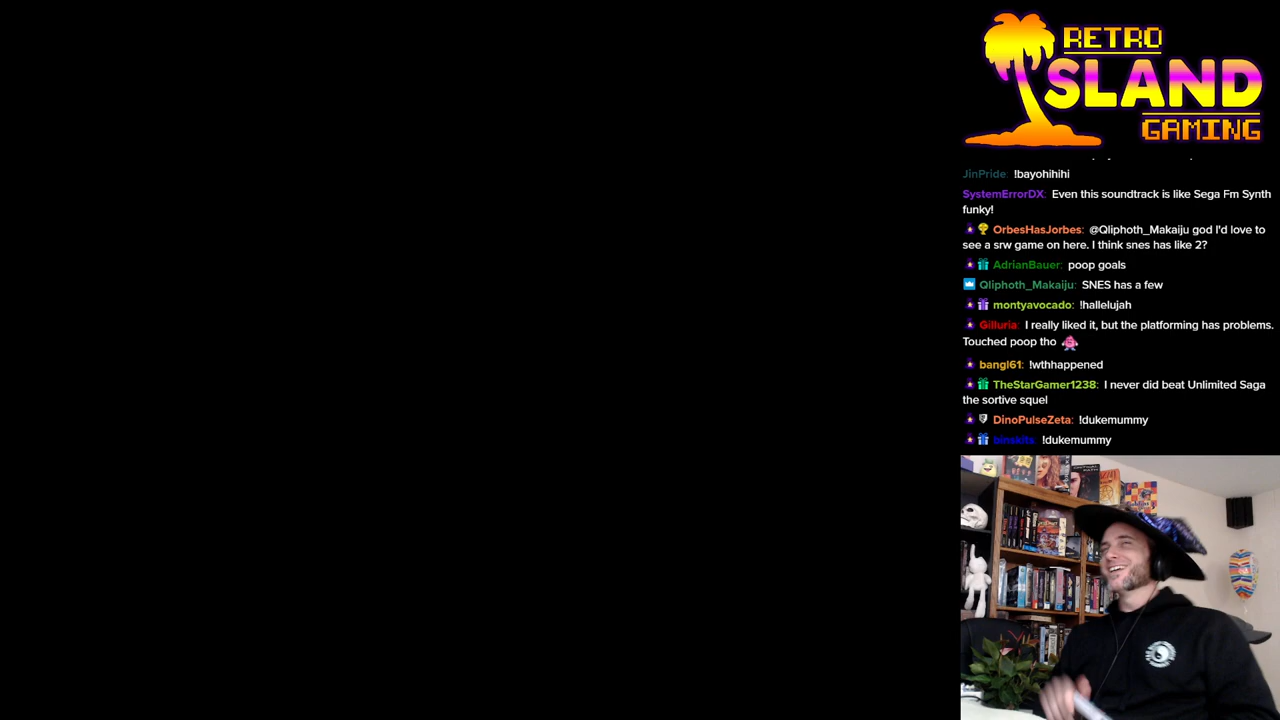 RETRO
ISLAND
GAMING
JinPride: !bayohihihi
SystemErrorDX: Even this soundtrack is like Sega Fm Synth
funky!
OrbesHasJorbes: @Qliphoth_Makaiju god I'd love to
see a srw game on here. I think snes has like 2?
AdrianBauer: poop goals
Qliphoth_Makaiju: SNES has a few
montyavocado: !hallelujah
Gilluria: I really liked it, but the platforming has problems.
Touched poop tho
bangl61: !wthhappened
TheStarGamer1238: I never did beat Unlimited Saga
the sortive squel
DinoPulseZeta: !dukemummy
binskits: !dukemummy